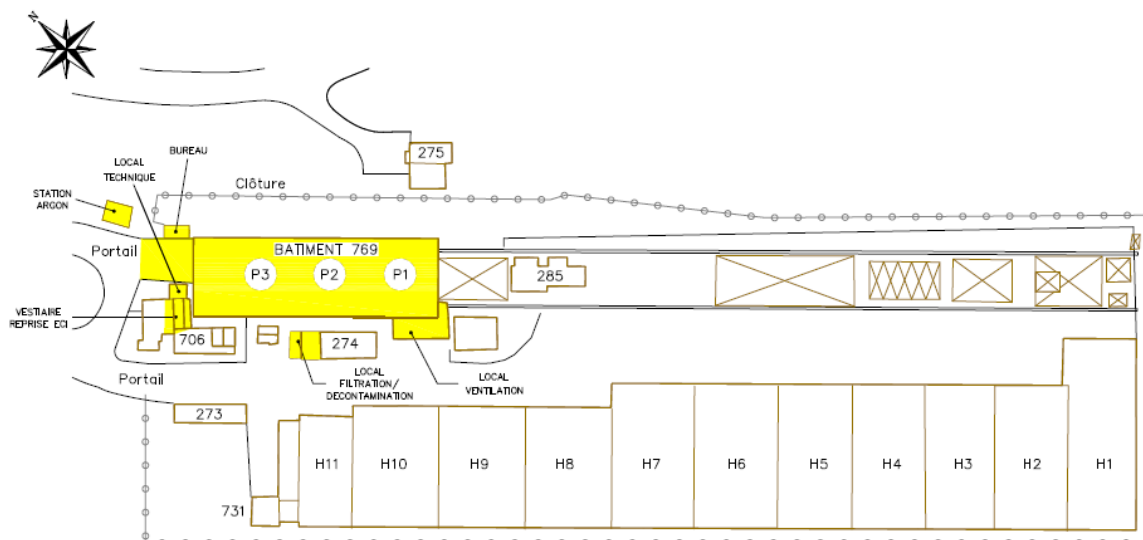 N
275
BUREAU
LOCAL
TECHNIQUE
STATION
ARGON
Clôture
Portail
BATIMENT 769
P3
P2
P1
285
VESTIAIRE
REPRISE ECI
706
274
LOCAL
FILTRATION/
DECONTAMINATION
LOCAL
VENTILATION
Portail
273
H11
H10
H9
H8
H7
H6
H5
H4
H3
H2
H1
731